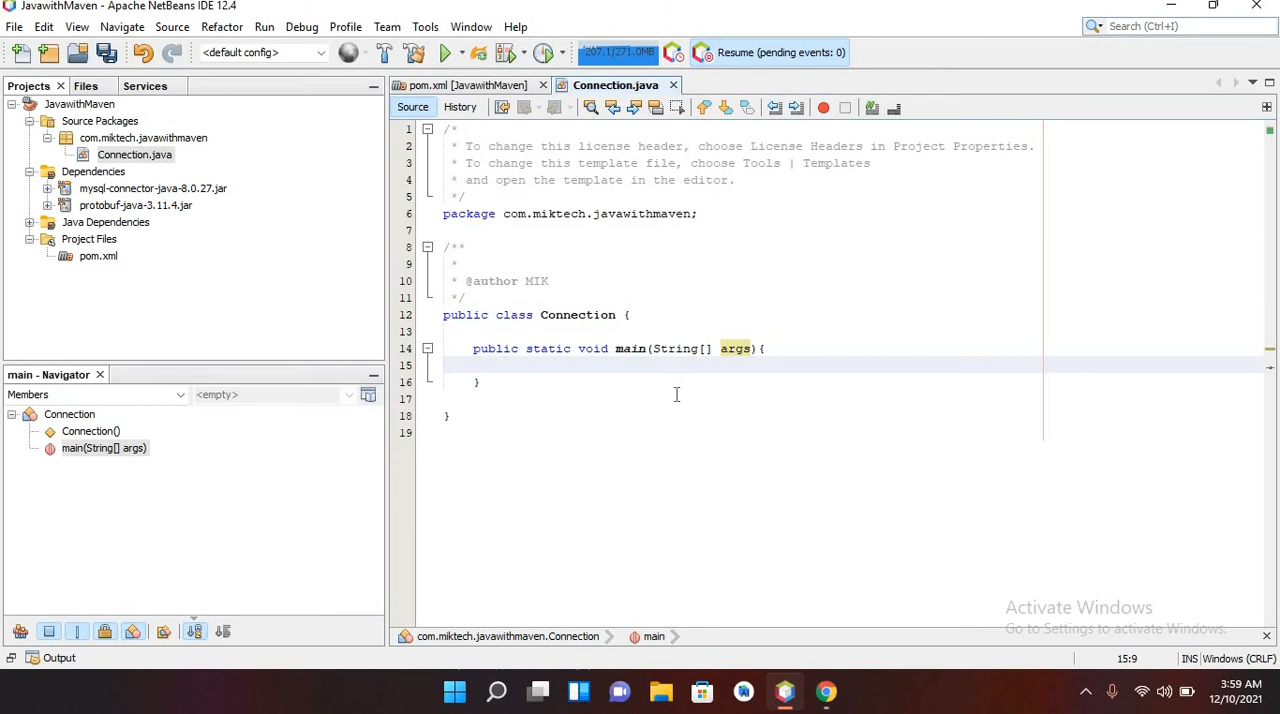 JavawithMaven - Apache NetBeans IDE 12.4
File Edit View Navigate Source Refactor Run Debug Profile Team Tools Window Help
Search (Ctrl+I)
<default config>
207.1/271.0MB
Resume (pending events: 0)
Projects Files Services
pom.xml [JavawithMaven] Connection.java
Source History
JavawithMaven
Source Packages
com.miktech.javawithmaven
Connection.java
Dependencies
mysql-connector-java-8.0.27.jar
protobuf-java-3.11.4.jar
Java Dependencies
Project Files
pom.xml
1 /*
2 * To change this license header, choose License Headers in Project Properties.
3 * To change this template file, choose Tools | Templates
4 * and open the template in the editor.
5 */
6 package com.miktech.javawithmaven;
7
8 /**
9 *
10 * @author MIK
11 */
12 public class Connection {
13
14 public static void main(String[] args){
15
16 }
17
18 }
19
main - Navigator
Members
<empty>
Connection
Connection()
main(String[] args)
Activate Windows
Go to Settings to activate Windows.
com.miktech.javawithmaven.Connection main
Output
15:9 INS Windows (CRLF)
3:59 AM
12/10/2021